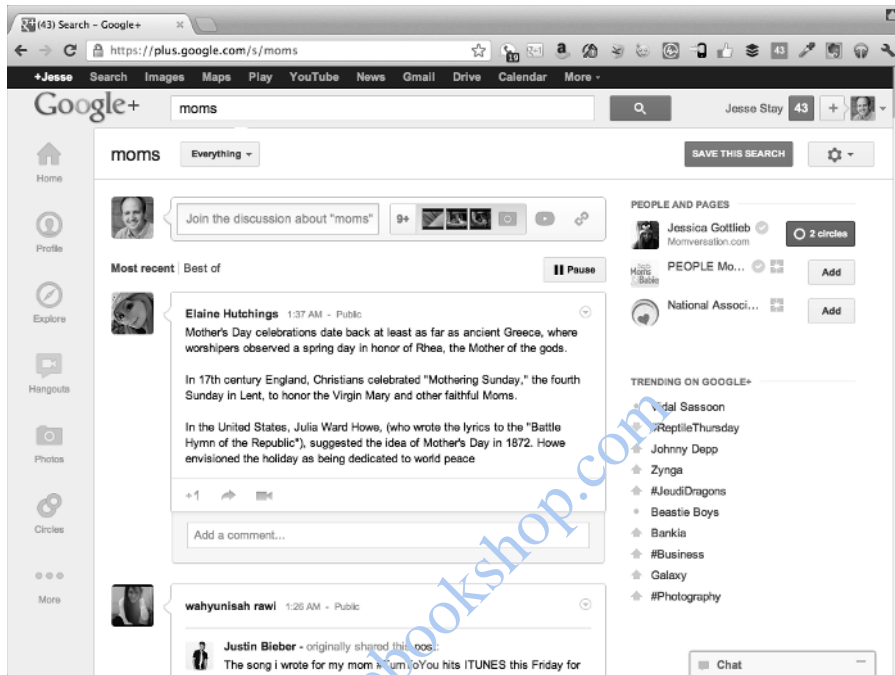 (43) Search - Google+
https://plus.google.com/s/moms
19
43
+Jesse Search Images Maps Play YouTube News Gmail Drive Calendar More
Google+
moms
Jesse Stay 43 +
Home
Profile
Explore
Hangouts
Photos
Circles
More
moms
Everything
SAVE THIS SEARCH
Join the discussion about "moms"
9+
Most recent | Best of
Pause
Elaine Hutchings 1:37 AM - Public
Mother's Day celebrations date back at least as far as ancient Greece, where
worshipers observed a spring day in honor of Rhea, the Mother of the gods.
In 17th century England, Christians celebrated "Mothering Sunday," the fourth
Sunday in Lent, to honor the Virgin Mary and other faithful Moms.
In the United States, Julia Ward Howe, (who wrote the lyrics to the "Battle
Hymn of the Republic"), suggested the idea of Mother's Day in 1872. Howe
envisioned the holiday as being dedicated to world peace
+1
Add a comment...
wahyunisah rawi 1:26 AM - Public
Justin Bieber - originally shared this post:
The song i wrote for my mom #TurnToYou hits ITUNES this Friday for
PEOPLE AND PAGES
Jessica Gottlieb
Momversation.com
2 circles
PEOPLE Mo...
Add
National Associ...
Add
TRENDING ON GOOGLE+
Vidal Sassoon
#ReptileThursday
Johnny Depp
Zynga
#JeudiDragons
Beastie Boys
Bankia
#Business
Galaxy
#Photography
Chat
ebookshop.com